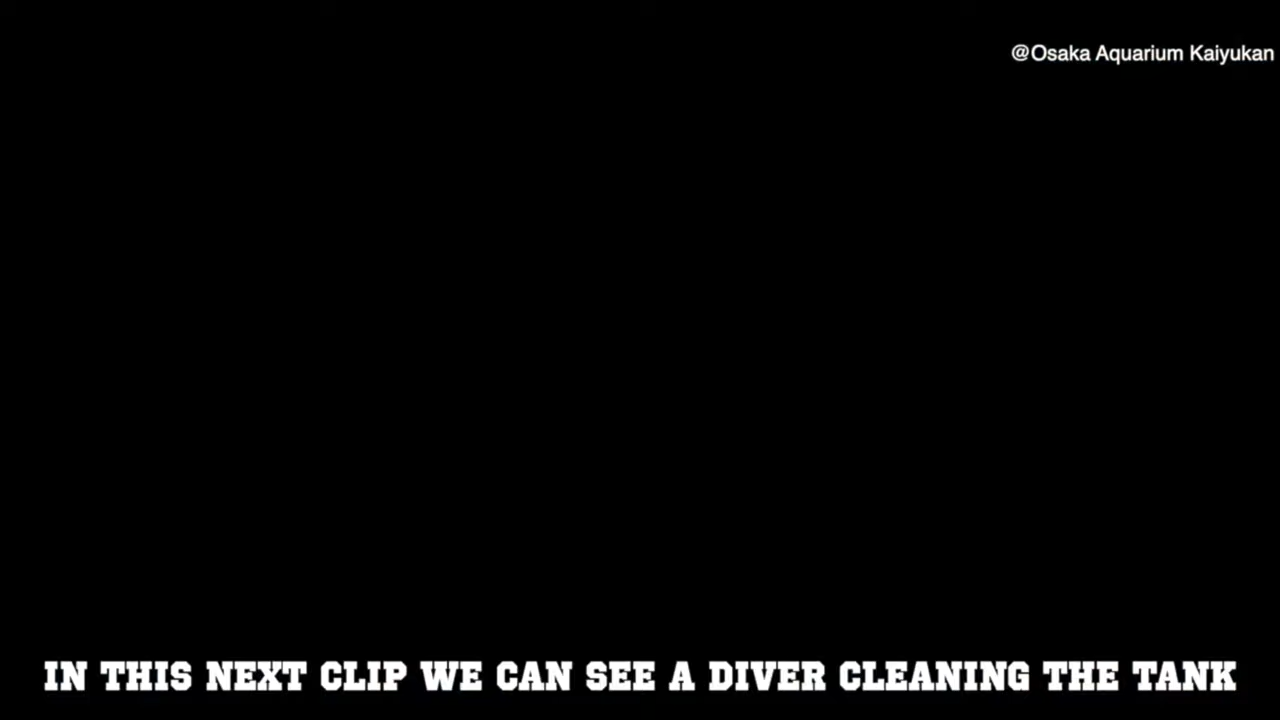 @Osaka Aquarium Kaiyukan
IN THIS NEXT CLIP WE CAN SEE A DIVER CLEANING THE TANK